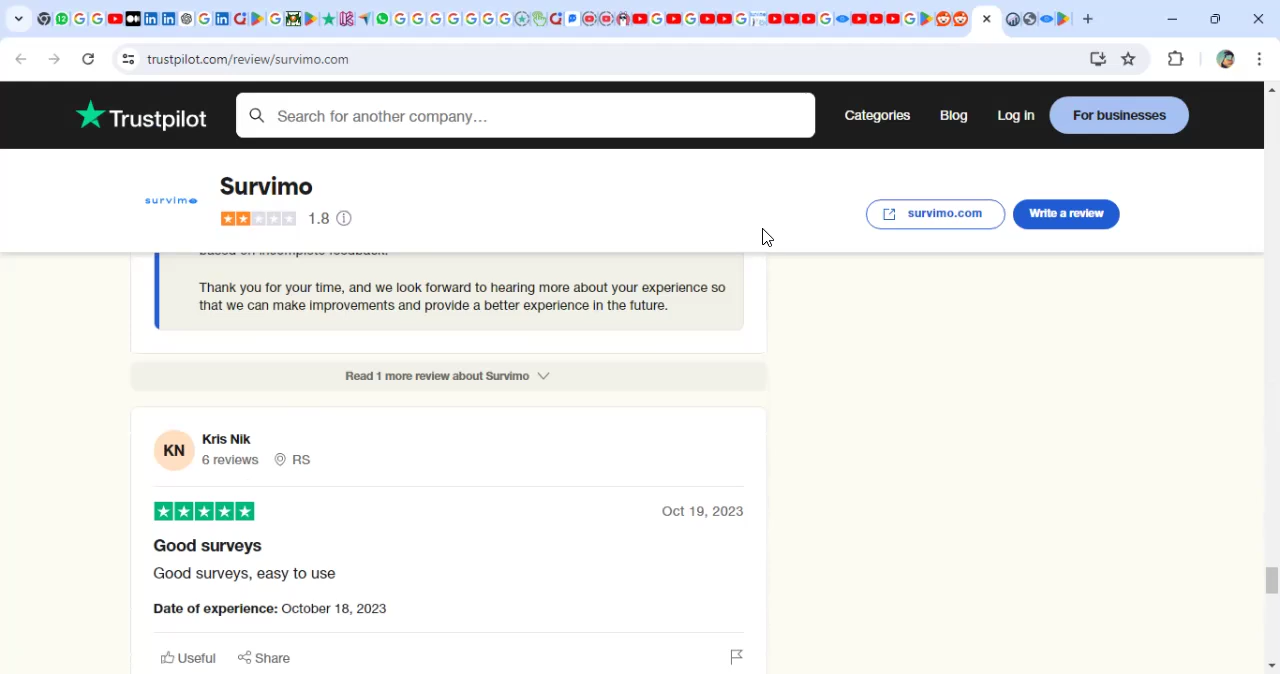 trustpilot.com/review/survimo.com
Trustpilot
Search for another company...
Categories
Blog
Log in
For businesses
survimo
Survimo
1.8
survimo.com
Write a review
based on incomplete feedback.
Thank you for your time, and we look forward to hearing more about your experience so
that we can make improvements and provide a better experience in the future.
Read 1 more review about Survimo
KN
Kris Nik
6 reviews
RS
Oct 19, 2023
Good surveys
Good surveys, easy to use
Date of experience: October 18, 2023
Useful
Share